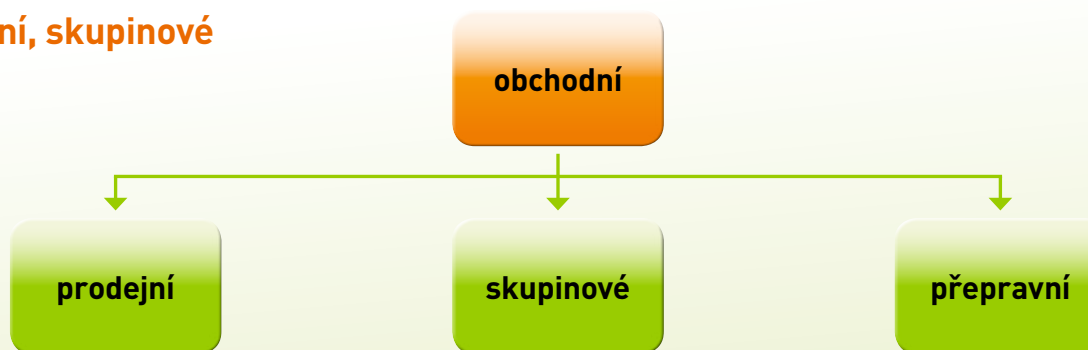 ní, skupinové
obchodní
prodejní
skupinové
přepravní